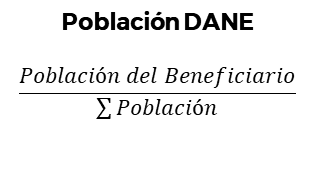 Población DANE
Población del Beneficiario
∑ Población